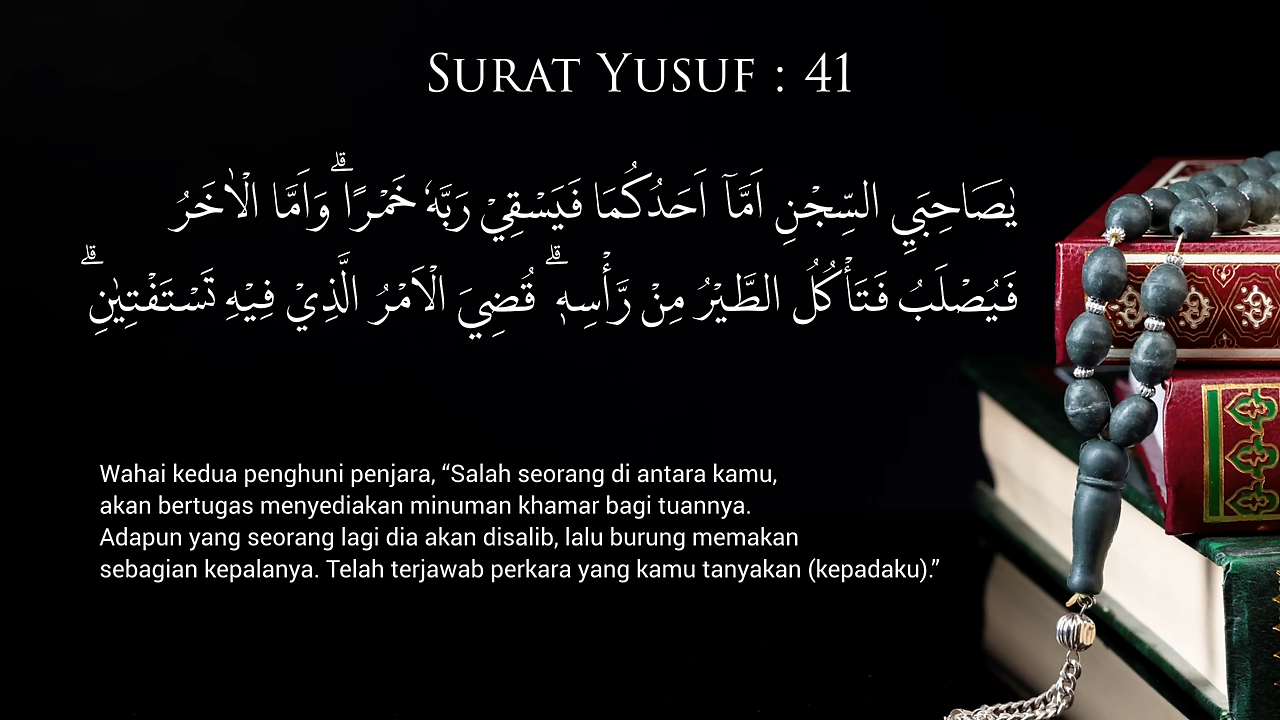 SURAT YUSUF : 41
يٰصَاحِبَيِ السِّجْنِ اَمَّآ اَحَدُكُمَا فَيَسْقِيْ رَبَّهٗ خَمْرًا ۗوَاَمَّا الْاٰخَرُ
فَيُصْلَبُ فَتَأْكُلُ الطَّيْرُ مِنْ رَّأْسِهٖ ۗ قُضِيَ الْاَمْرُ الَّذِيْ فِيْهِ تَسْتَفْتِيٰنِۗ
Wahai kedua penghuni penjara, “Salah seorang di antara kamu,
akan bertugas menyediakan minuman khamar bagi tuannya.
Adapun yang seorang lagi dia akan disalib, lalu burung memakan
sebagian kepalanya. Telah terjawab perkara yang kamu tanyakan (kepadaku).”